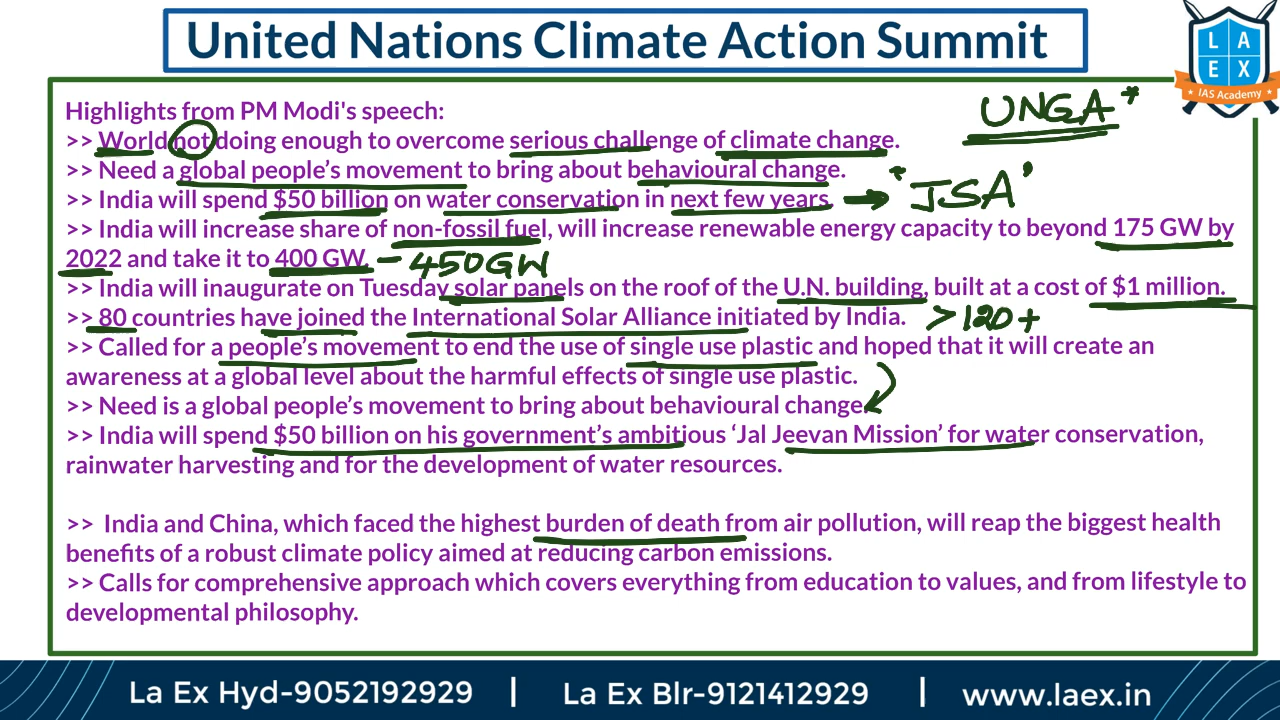 United Nations Climate Action Summit
L A
E X
IAS Academy
Highlights from PM Modi's speech:
UNGA*
>> World not doing enough to overcome serious challenge of climate change.
>> Need a global people’s movement to bring about behavioural change.
>> India will spend $50 billion on water conservation in next few years. → "JSA"
>> India will increase share of non-fossil fuel, will increase renewable energy capacity to beyond 175 GW by
2022 and take it to 400 GW. - 450GW
>> India will inaugurate on Tuesday solar panels on the roof of the U.N. building, built at a cost of $1 million.
>> 80 countries have joined the International Solar Alliance initiated by India. >120+
>> Called for a people’s movement to end the use of single use plastic and hoped that it will create an
awareness at a global level about the harmful effects of single use plastic.
>> Need is a global people’s movement to bring about behavioural change
>> India will spend $50 billion on his government’s ambitious ‘Jal Jeevan Mission’ for water conservation,
rainwater harvesting and for the development of water resources.
>> India and China, which faced the highest burden of death from air pollution, will reap the biggest health
benefits of a robust climate policy aimed at reducing carbon emissions.
>> Calls for comprehensive approach which covers everything from education to values, and from lifestyle to
developmental philosophy.
La Ex Hyd-9052192929 | La Ex Blr-9121412929 | www.laex.in